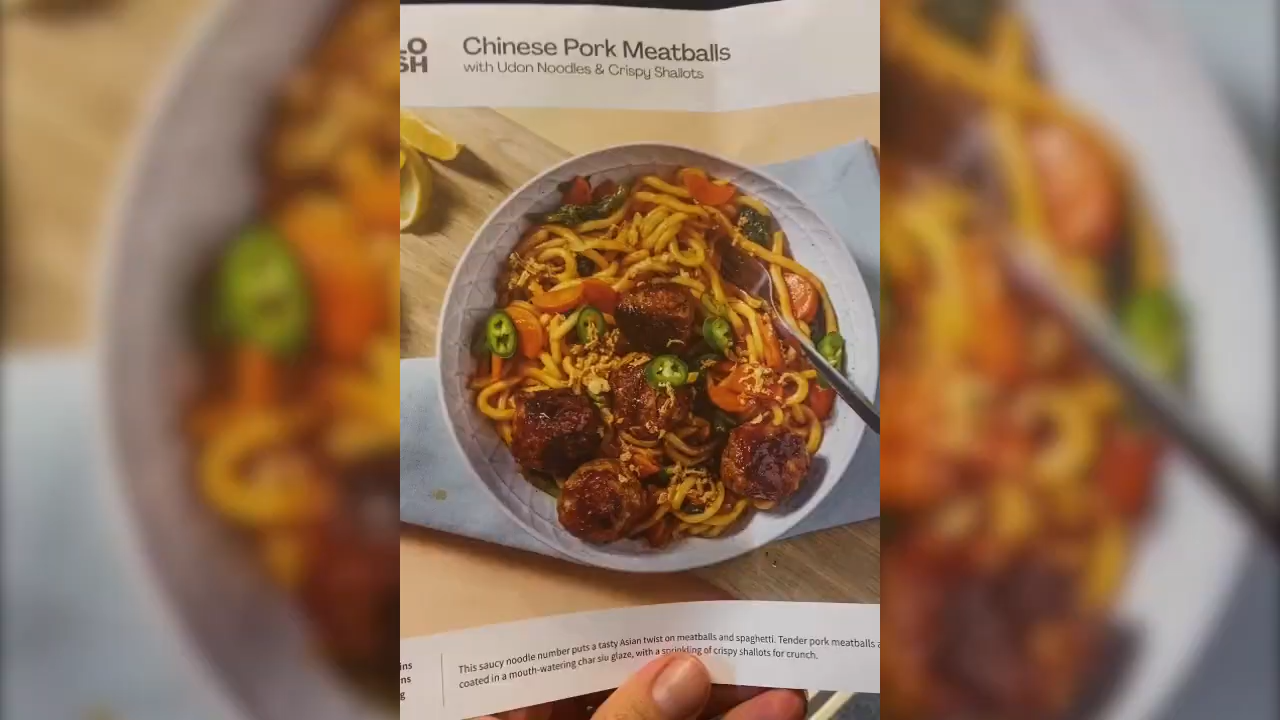 LO
SH
Chinese Pork Meatballs
with Udon Noodles & Crispy Shallots
This saucy noodle number puts a tasty Asian twist on meatballs and spaghetti. Tender pork meatballs
coated in a mouth-watering char siu glaze, with a sprinkling of crispy shallots for crunch.
ins
ns
g